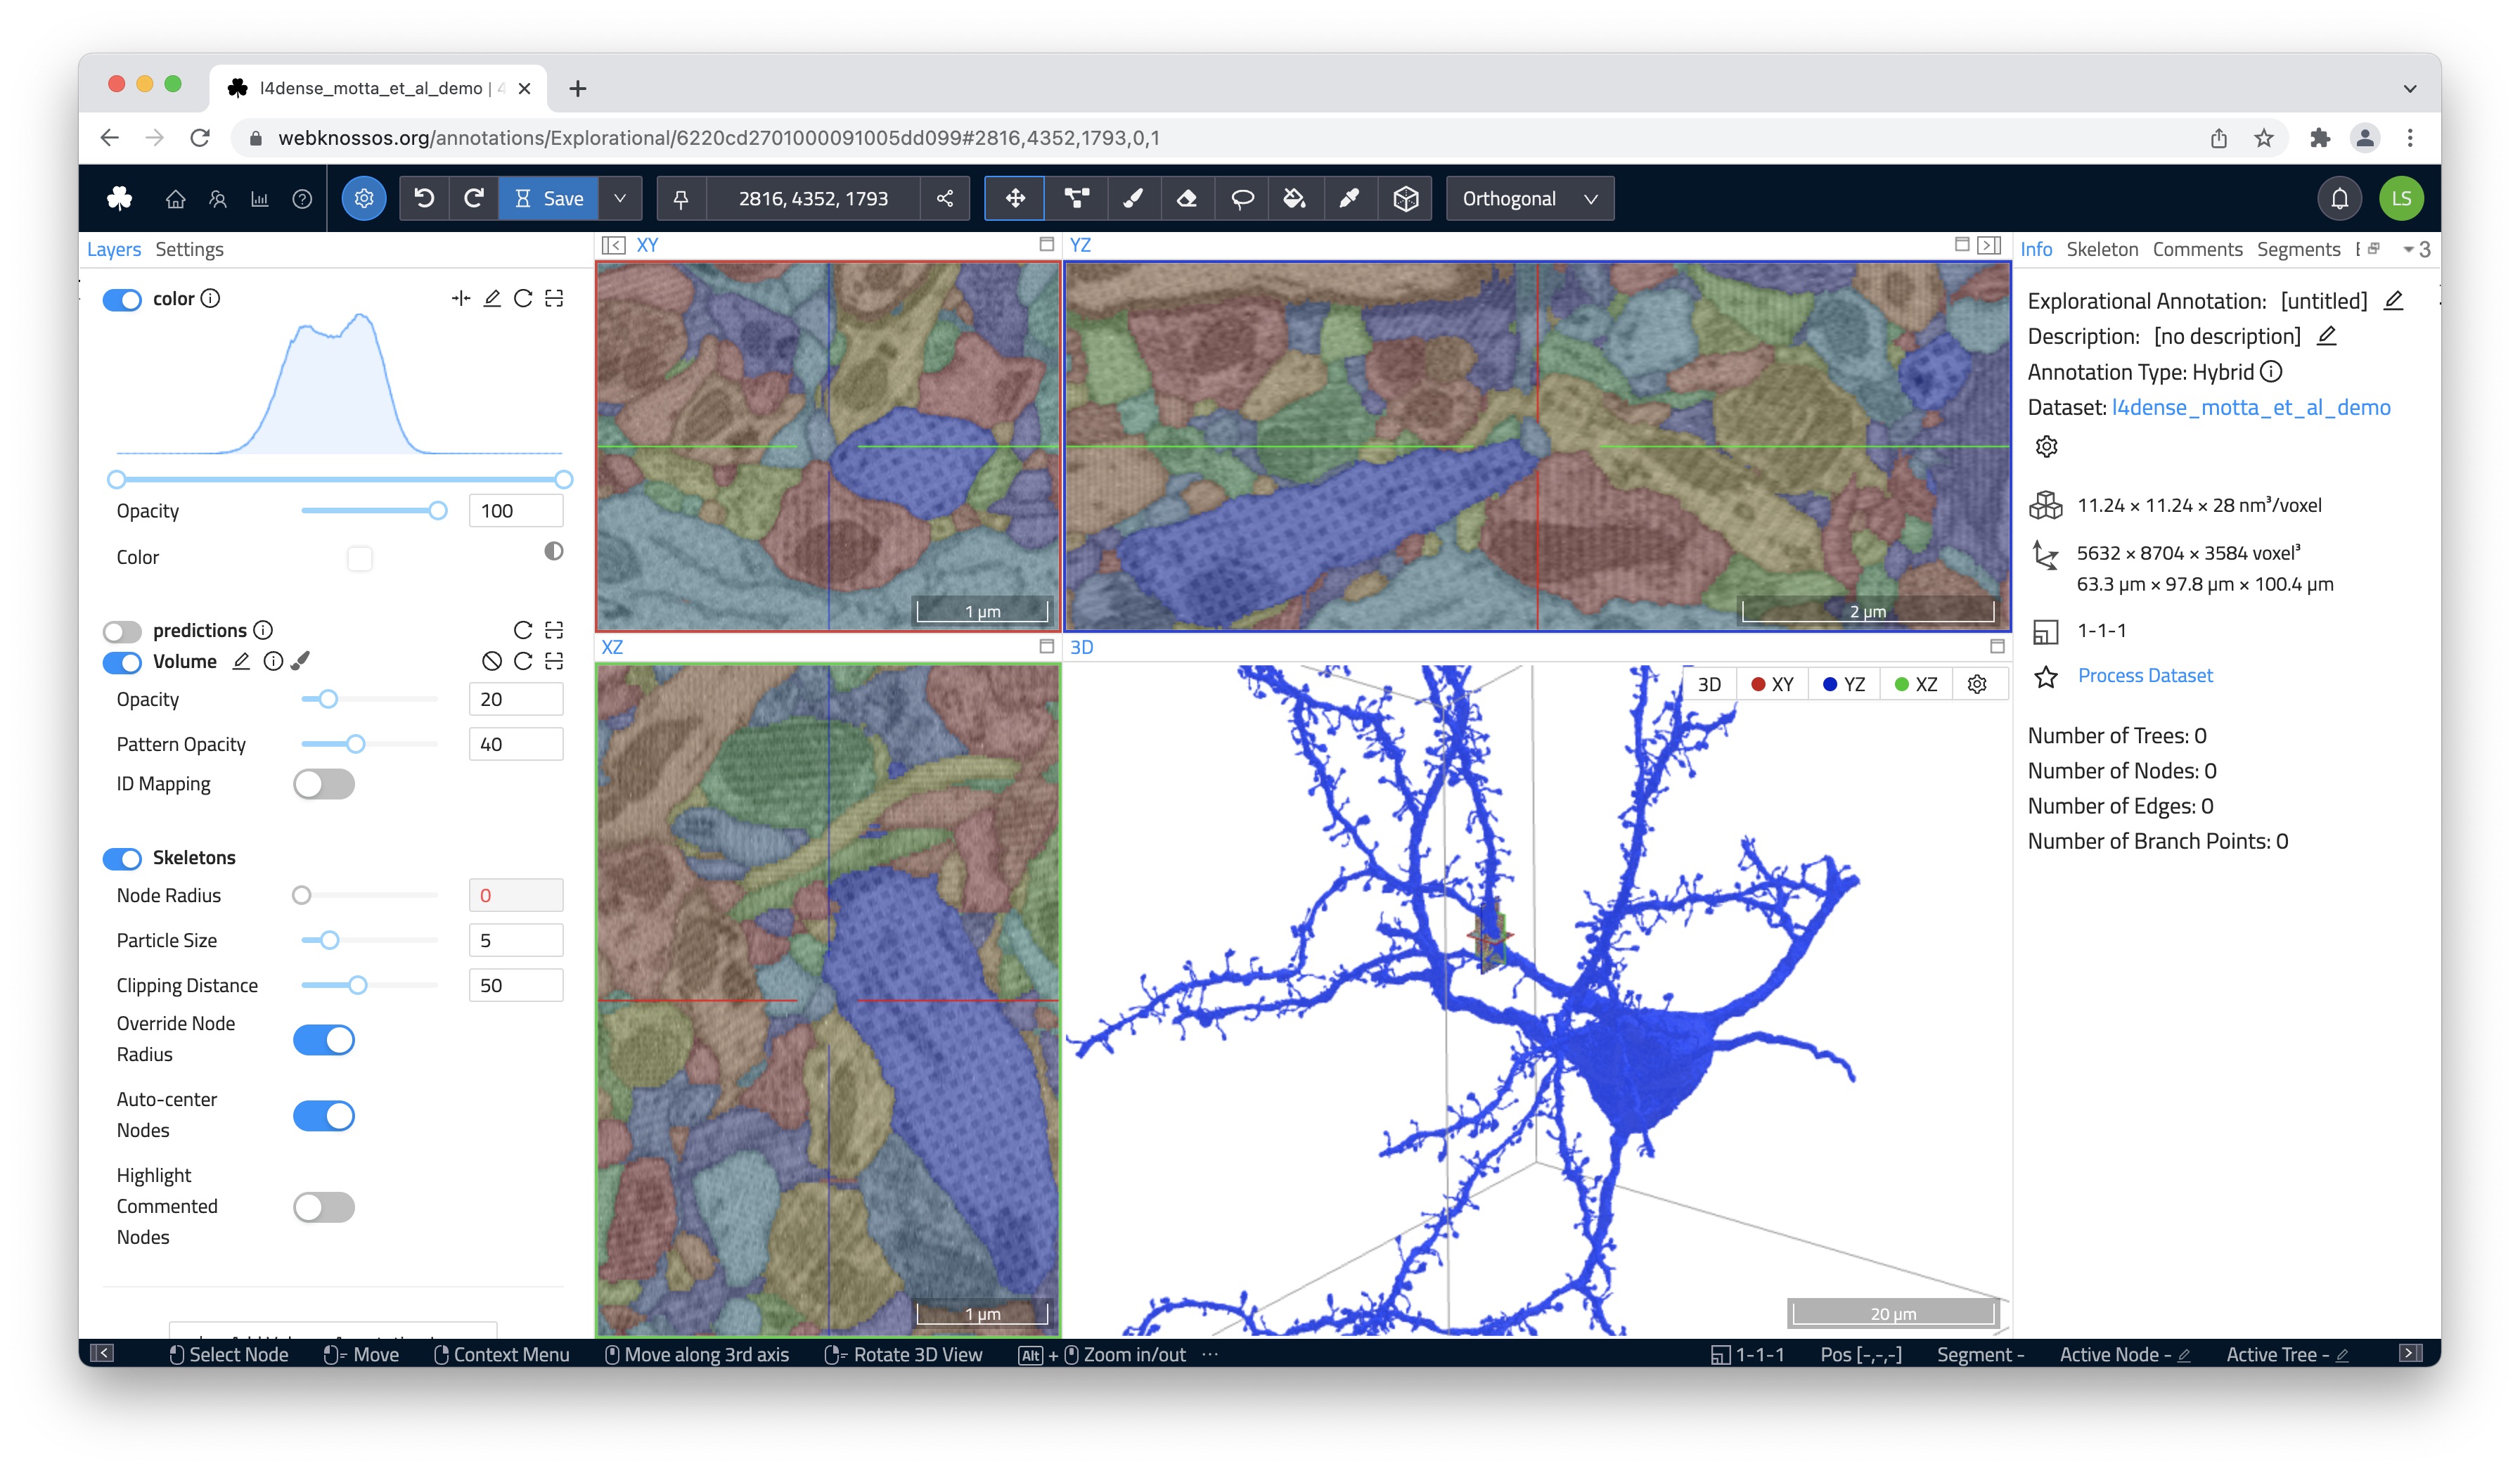 l4dense_motta_et_al_demo | 4
webknossos.org/annotations/Explorational/6220cd2701000091005dd099#2816,4352,1793,0,1
Save
2816, 4352, 1793
Orthogonal
LS
Layers Settings
XY
YZ
Info Skeleton Comments Segments
3
color
Opacity 100
Color
predictions
Volume
Opacity 20
Pattern Opacity 40
ID Mapping
Skeletons
Node Radius 0
Particle Size 5
Clipping Distance 50
Override Node
Radius
Auto-center
Nodes
Highlight
Commented
Nodes
1 µm
2 µm
XZ
3D
3D XY YZ XZ
1 µm
20 µm
Explorational Annotation: [untitled]
Description: [no description]
Annotation Type: Hybrid
Dataset: l4dense_motta_et_al_demo
11.24 × 11.24 × 28 nm³/voxel
5632 × 8704 × 3584 voxel³
63.3 µm × 97.8 µm × 100.4 µm
1-1-1
Process Dataset
Number of Trees: 0
Number of Nodes: 0
Number of Edges: 0
Number of Branch Points: 0
Select Node Move Context Menu Move along 3rd axis Rotate 3D View Alt + Zoom in/out ···
1-1-1 Pos [-,-,-] Segment - Active Node - Active Tree -